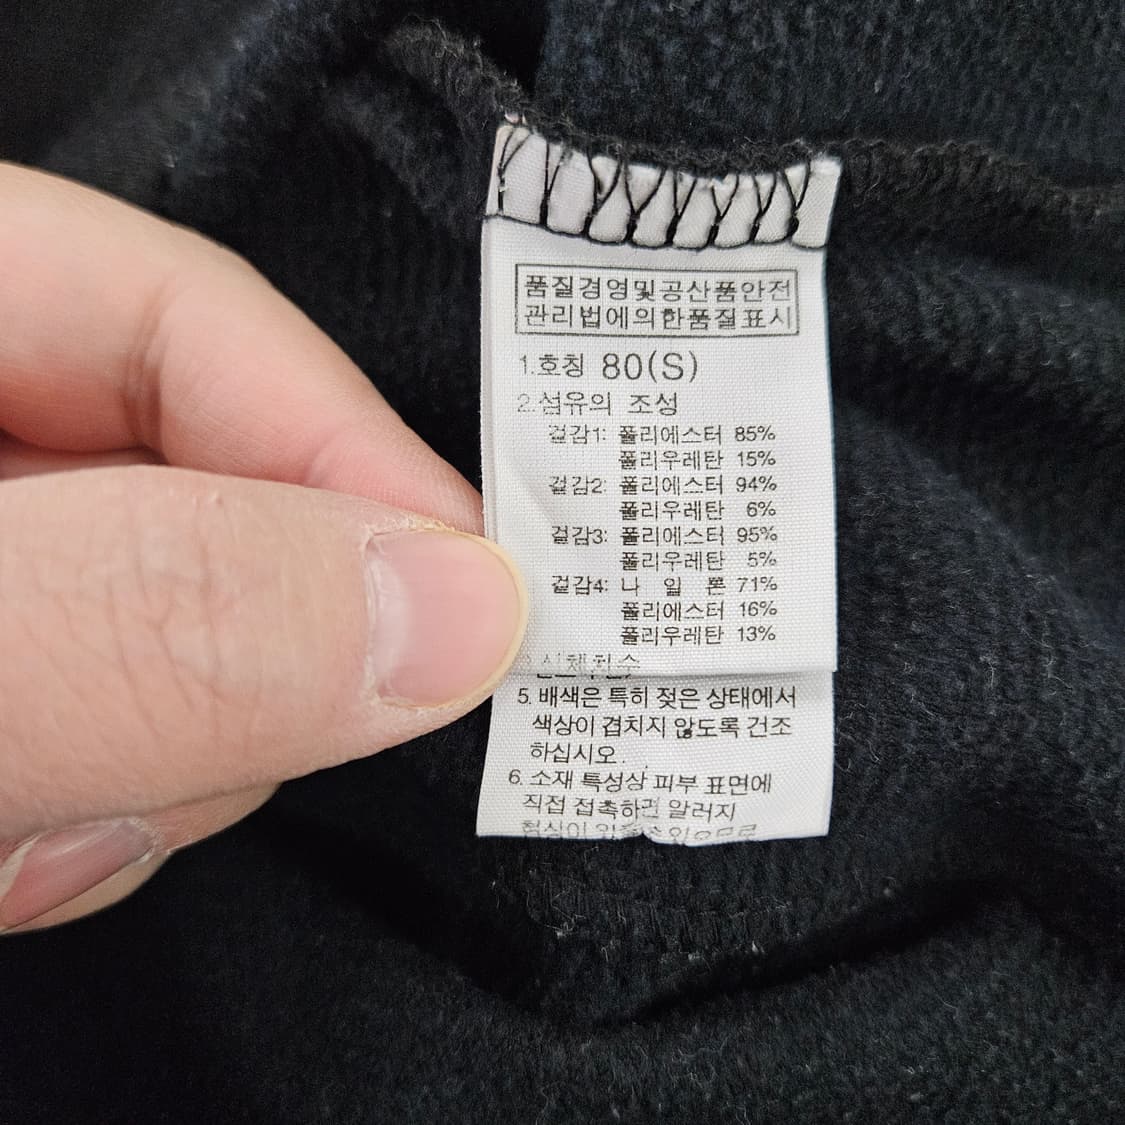 품질경영및공산품안전
관리법에의한품질표시
1.호칭 80(S)
2.섬유의 조성
겉감1: 폴리에스터 85%
폴리우레탄 15%
겉감2: 폴리에스터 94%
폴리우레탄 6%
겉감3: 폴리에스터 95%
폴리우레탄 5%
겉감4: 나 일 론 71%
폴리에스터 16%
폴리우레탄 13%
신체치수
5. 배색은 특히 젖은 상태에서
색상이 겹치지 않도록 건조
하십시오.
6. 소재 특성상 피부 표면에
직접 접촉하면 알러지